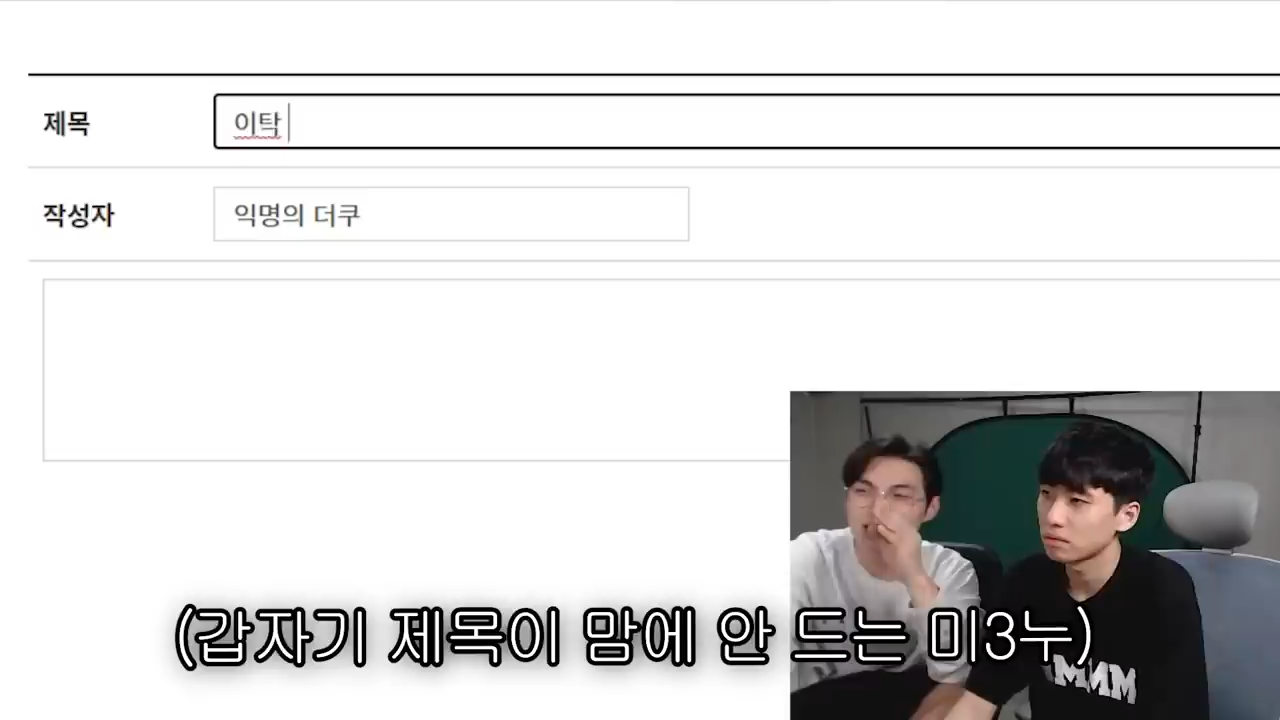 제목
이탁
작성자
익명의 더쿠
(갑자기 제목이 맘에 안 드는 미3누)